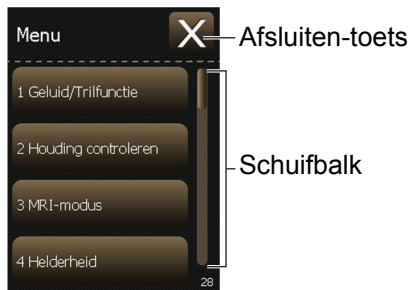 Menu
X
Afsluiten-toets
1 Geluid/Trilfunctie
2 Houding controleren
Schuifbalk
3 MRI-modus
4 Helderheid
28